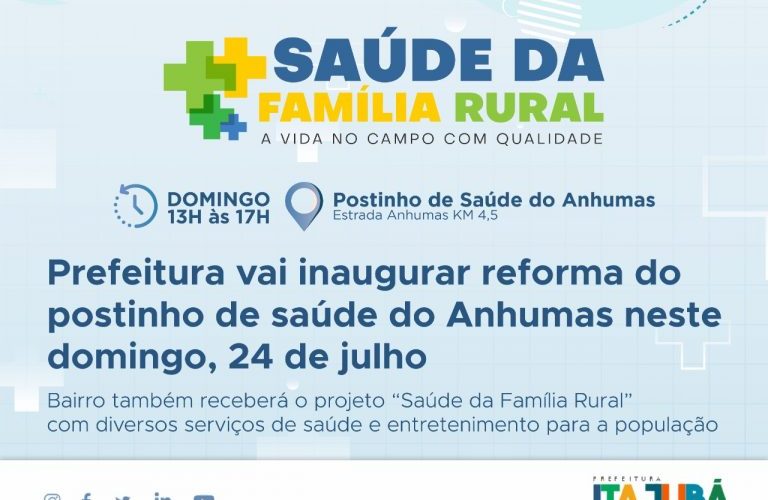 SAÚDE DA
FAMÍLIA RURAL
A VIDA NO CAMPO COM QUALIDADE
DOMINGO
13H às 17H
Postinho de Saúde do Anhumas
Estrada Anhumas KM 4,5
Prefeitura vai inaugurar reforma do
postinho de saúde do Anhumas neste
domingo, 24 de julho
Bairro também receberá o projeto “Saúde da Família Rural”
com diversos serviços de saúde e entretenimento para a população
PREFEITURA
ITAJUBÁ